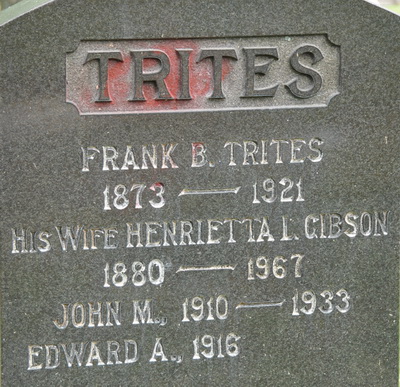 TRITES
FRANK B. TRITES
1873 — 1921
HIS WIFE HENRIETTA L. GIBSON
1880 — 1967
JOHN M., 1910 — 1933
EDWARD A., 1916